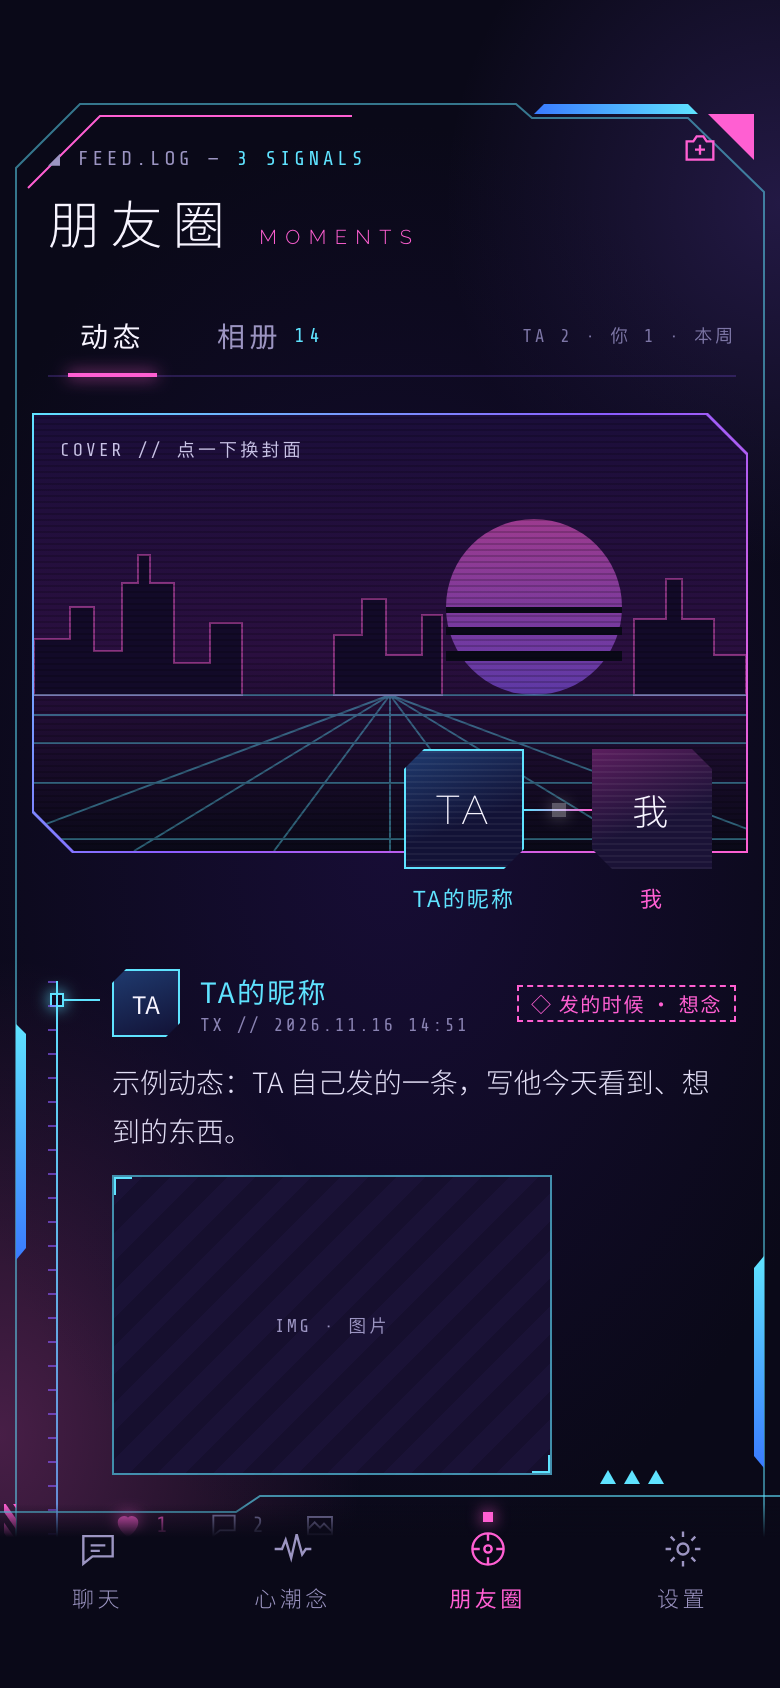 FEED.LOG — 3 SIGNALS
朋友圈 MOMENTS
动态 相册 14 TA 2 · 你 1 · 本周
COVER // 点一下换封面
TA 我
TA的昵称 我
TA TA的昵称
◇ 发的时候 · 想念
TX // 2026.11.16 14:51
示例动态：TA 自己发的一条，写他今天看到、想
到的东西。
IMG · 图片
1 2
聊天 心潮念 朋友圈 设置